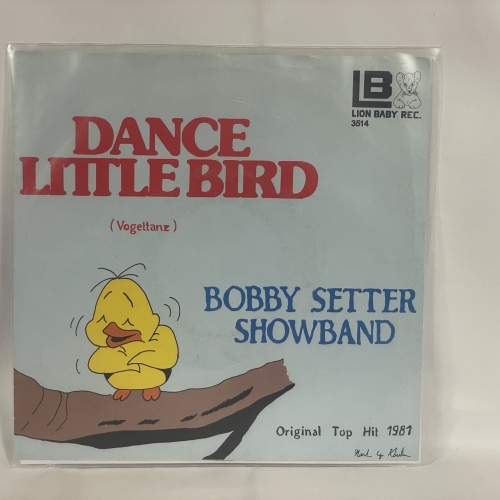 LB
LION BABY REC.
3514
DANCE
LITTLE BIRD
(Vogeltanz)
BOBBY SETTER
SHOWBAND
Original Top Hit 1981